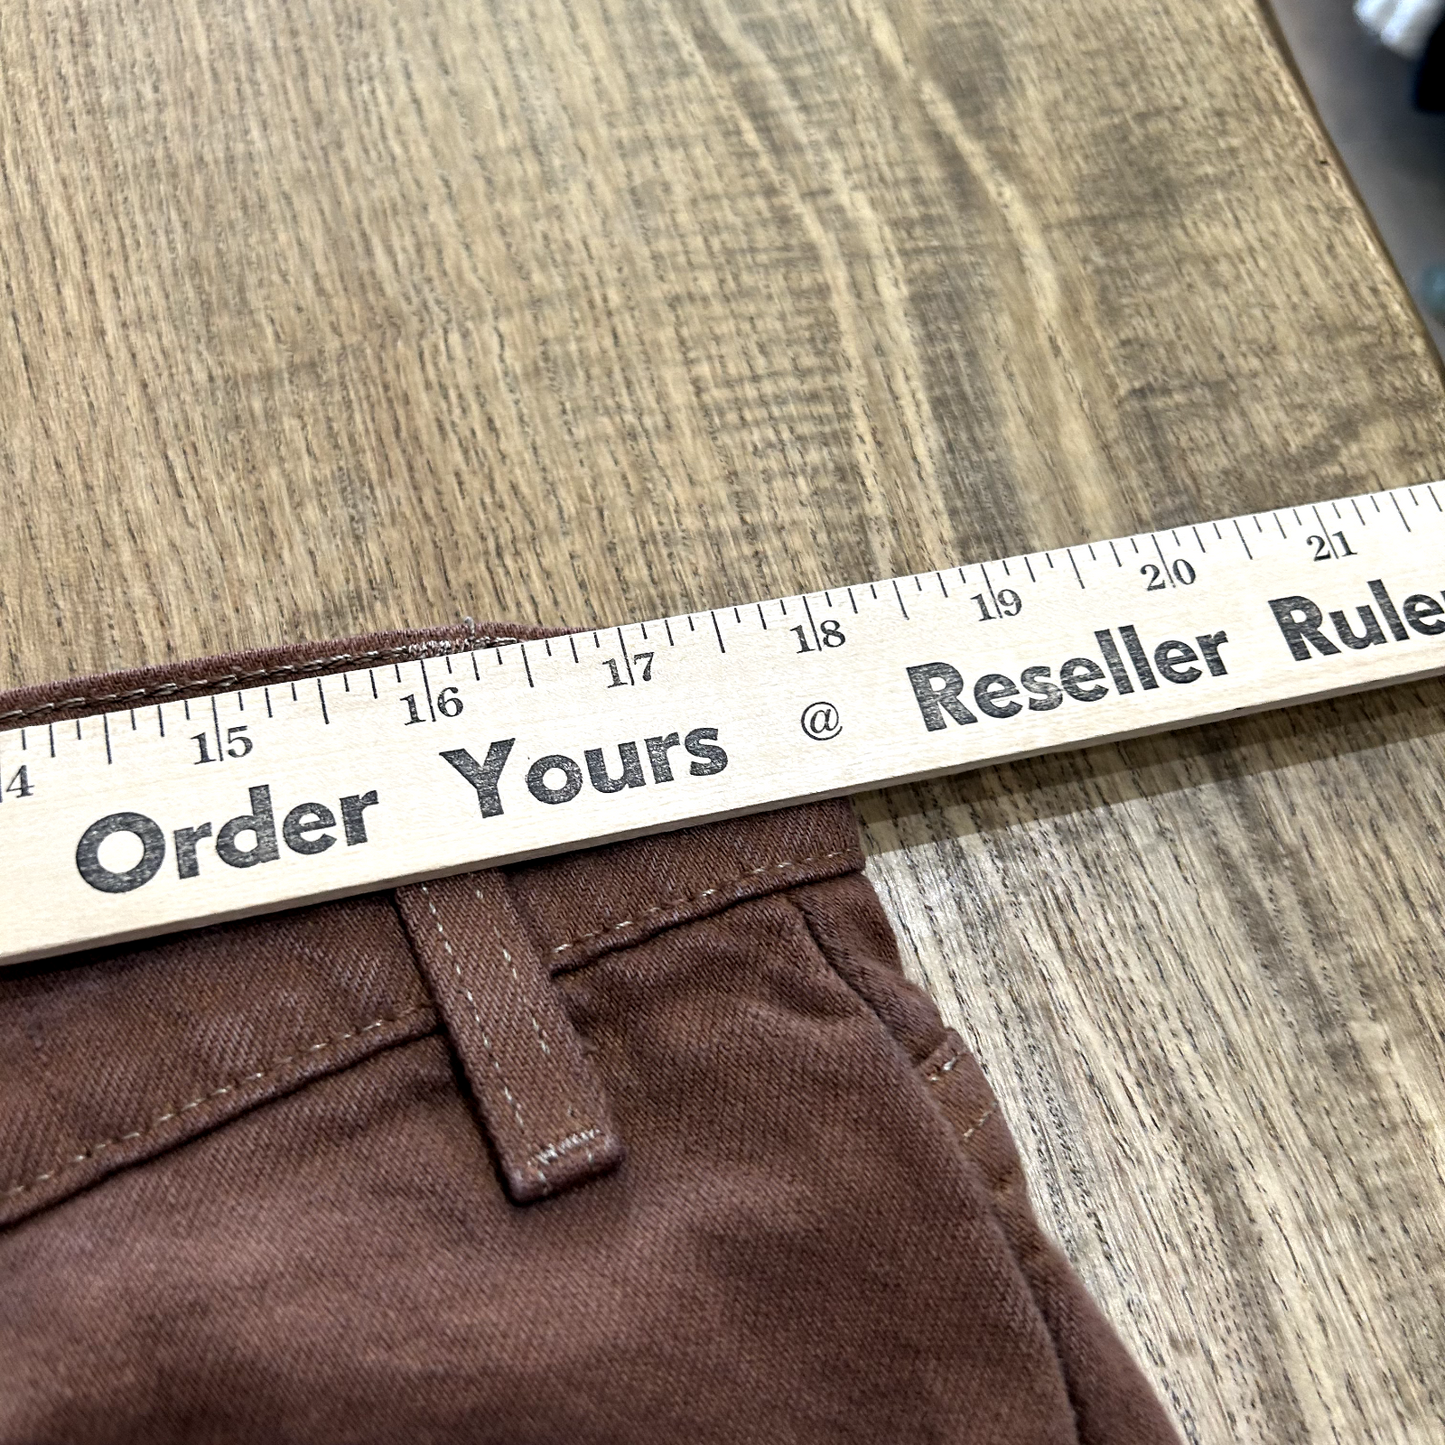 4 15 16 17 18 19 20 21
Order Yours @ Reseller Ruler